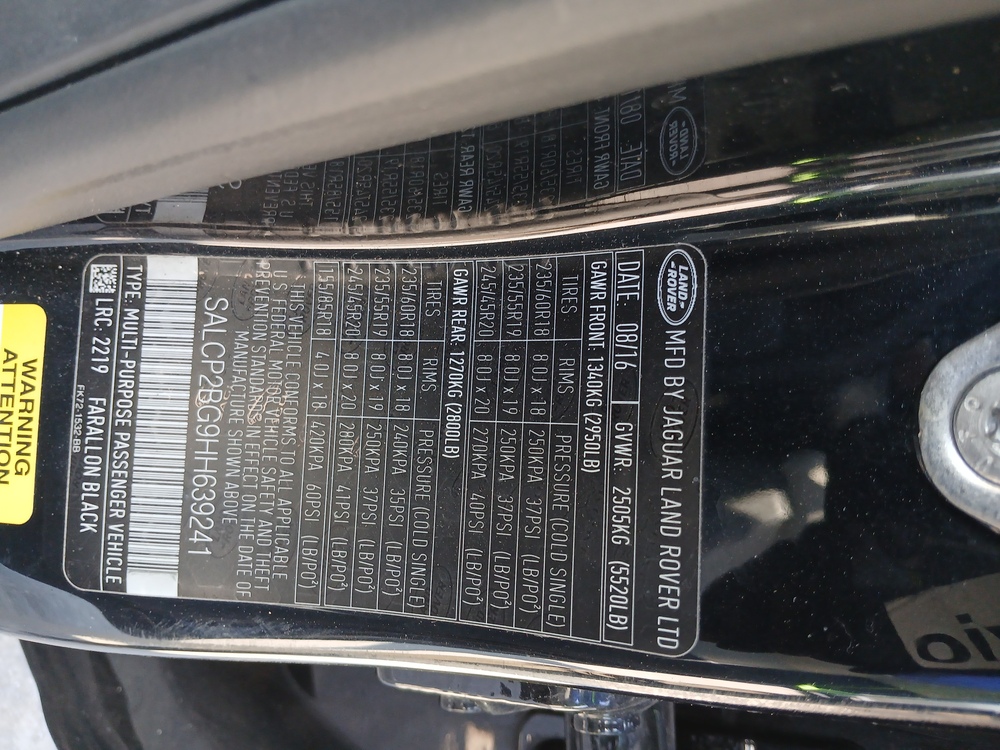 LAND-
-ROVER
MFD BY JAGUAR LAND ROVER LTD
DATE 08/16 GVWR. 2505KG (5520LB)
GAWR FRONT: 1340KG (2950LB)
TIRES RIMS PRESSURE (COLD SINGLE)
235/60R18 8.0J x 18 250KPA 37PSI (LB/PO²)
235/55R19 8.0J x 19 250KPA 37PSI (LB/PO²)
245/45R20 8.0J x 20 270KPA 40PSI (LB/PO²)
GAWR REAR: 1270KG (2800LB)
TIRES RIMS PRESSURE (COLD SINGLE)
235/60R18 8.0J x 18 240KPA 35PSI (LB/PO²)
235/55R19 8.0J x 19 250KPA 37PSI (LB/PO²)
245/45R20 8.0J x 20 280KPA 41PSI (LB/PO²)
155/85R18 4.0J x 18 420KPA 60PSI (LB/PO²)
THIS VEHICLE CONFORMS TO ALL APPLICABLE
U.S FEDERAL MOTOR VEHICLE SAFETY AND THEFT
PREVENTION STANDARDS IN EFFECT ON THE DATE OF
MANUFACTURE SHOWN ABOVE
SALCP2BG9HH639241
TYPE: MULTI-PURPOSE PASSENGER VEHICLE
LRC: 2219 FARALLON BLACK
FK72-1532-BB
WARNING
ATTENTION